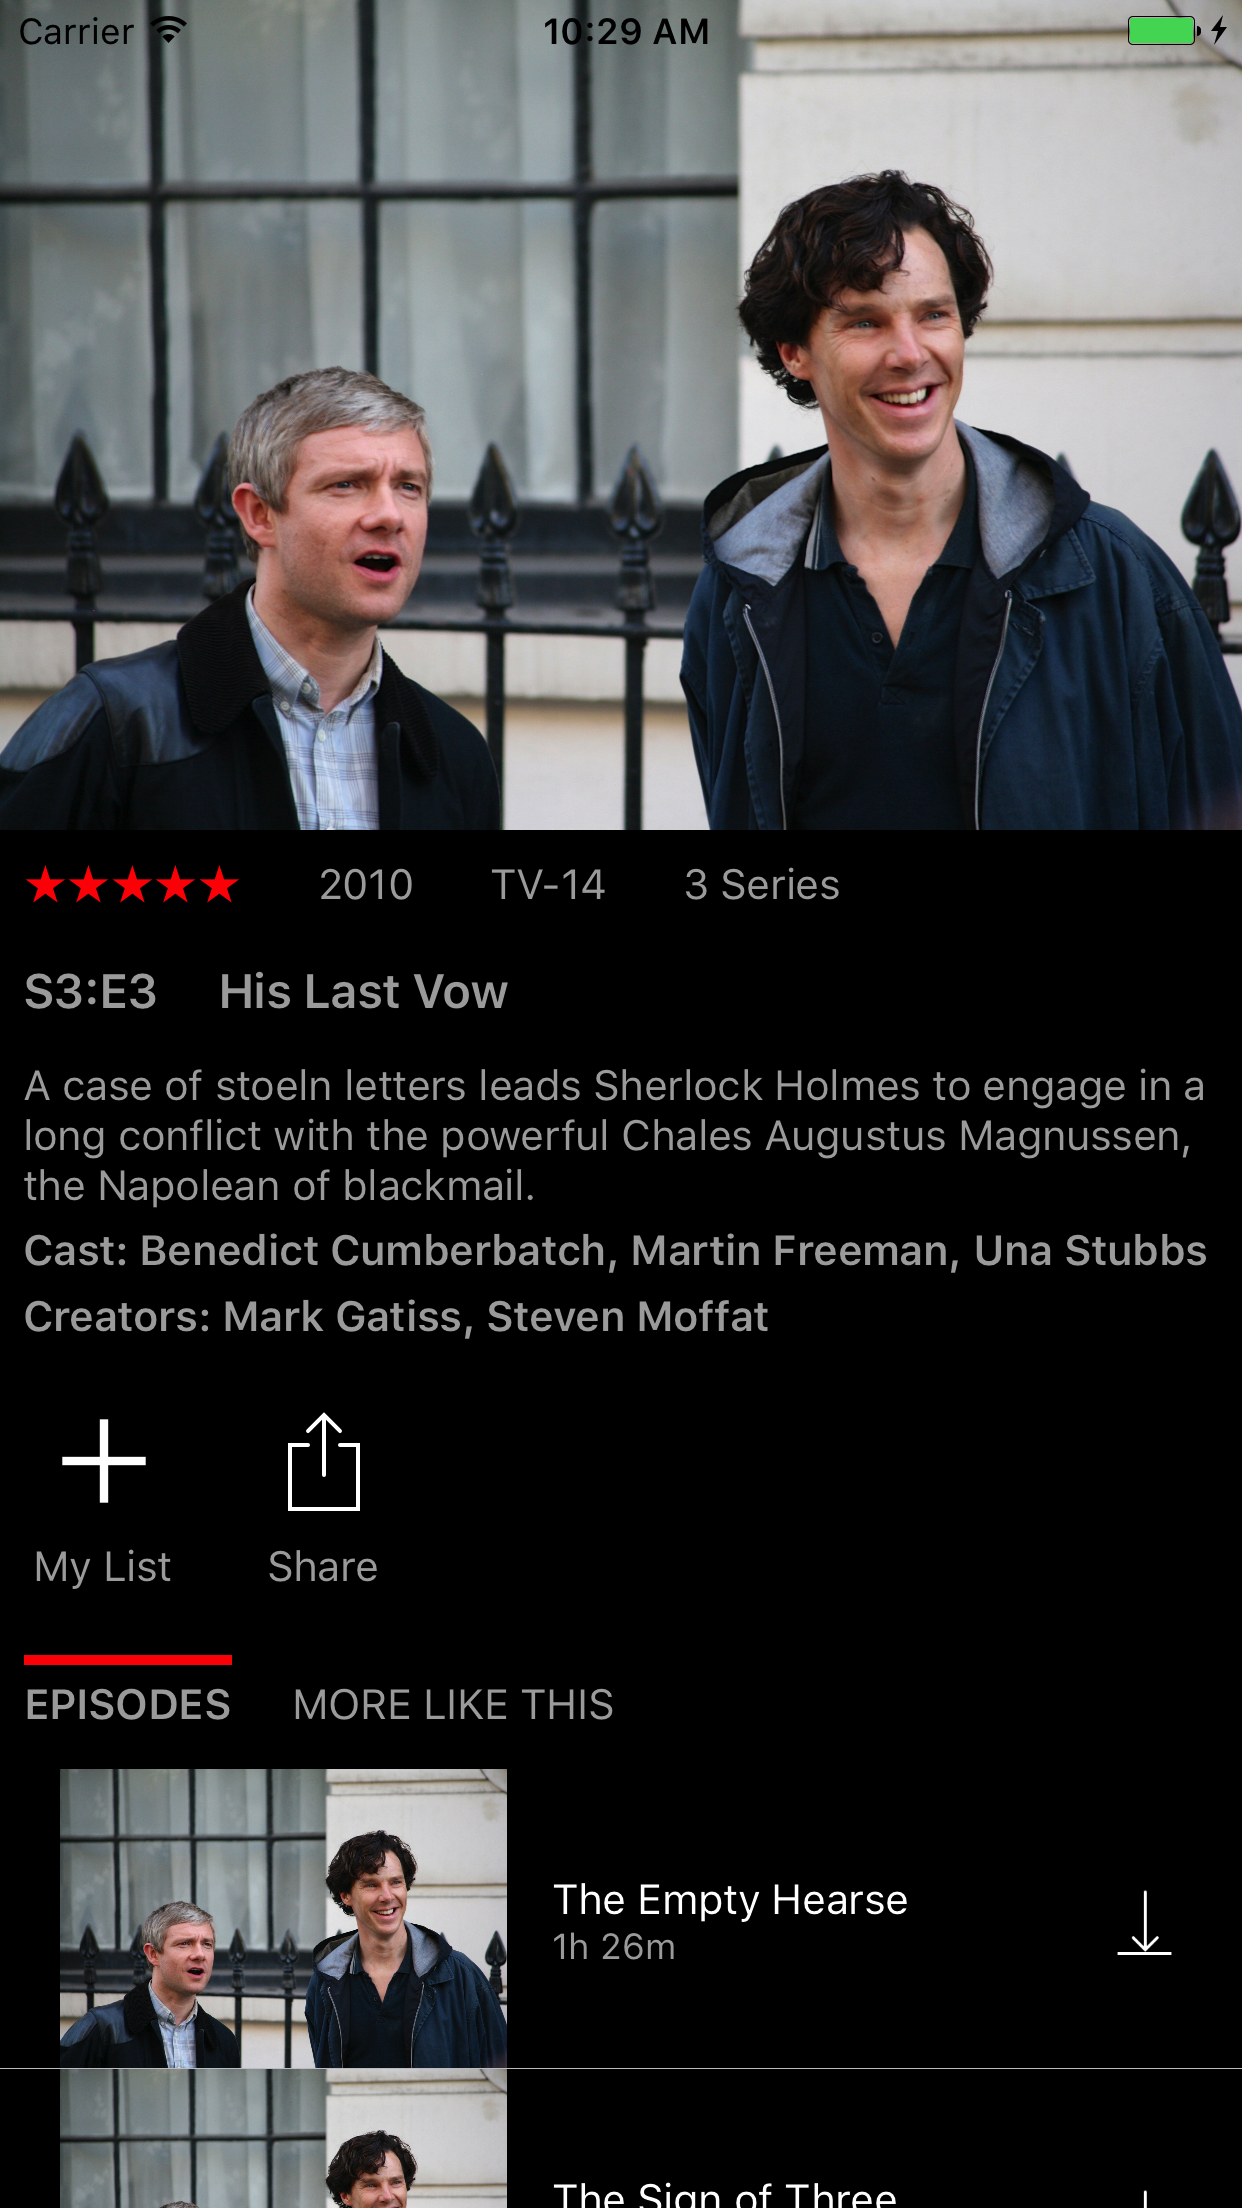 Carrier 10:29 AM
★★★★★ 2010 TV-14 3 Series
S3:E3 His Last Vow
A case of stoeln letters leads Sherlock Holmes to engage in a
long conflict with the powerful Chales Augustus Magnussen,
the Napolean of blackmail.
Cast: Benedict Cumberbatch, Martin Freeman, Una Stubbs
Creators: Mark Gatiss, Steven Moffat
My List Share
EPISODES MORE LIKE THIS
The Empty Hearse
1h 26m
The Sign of Three